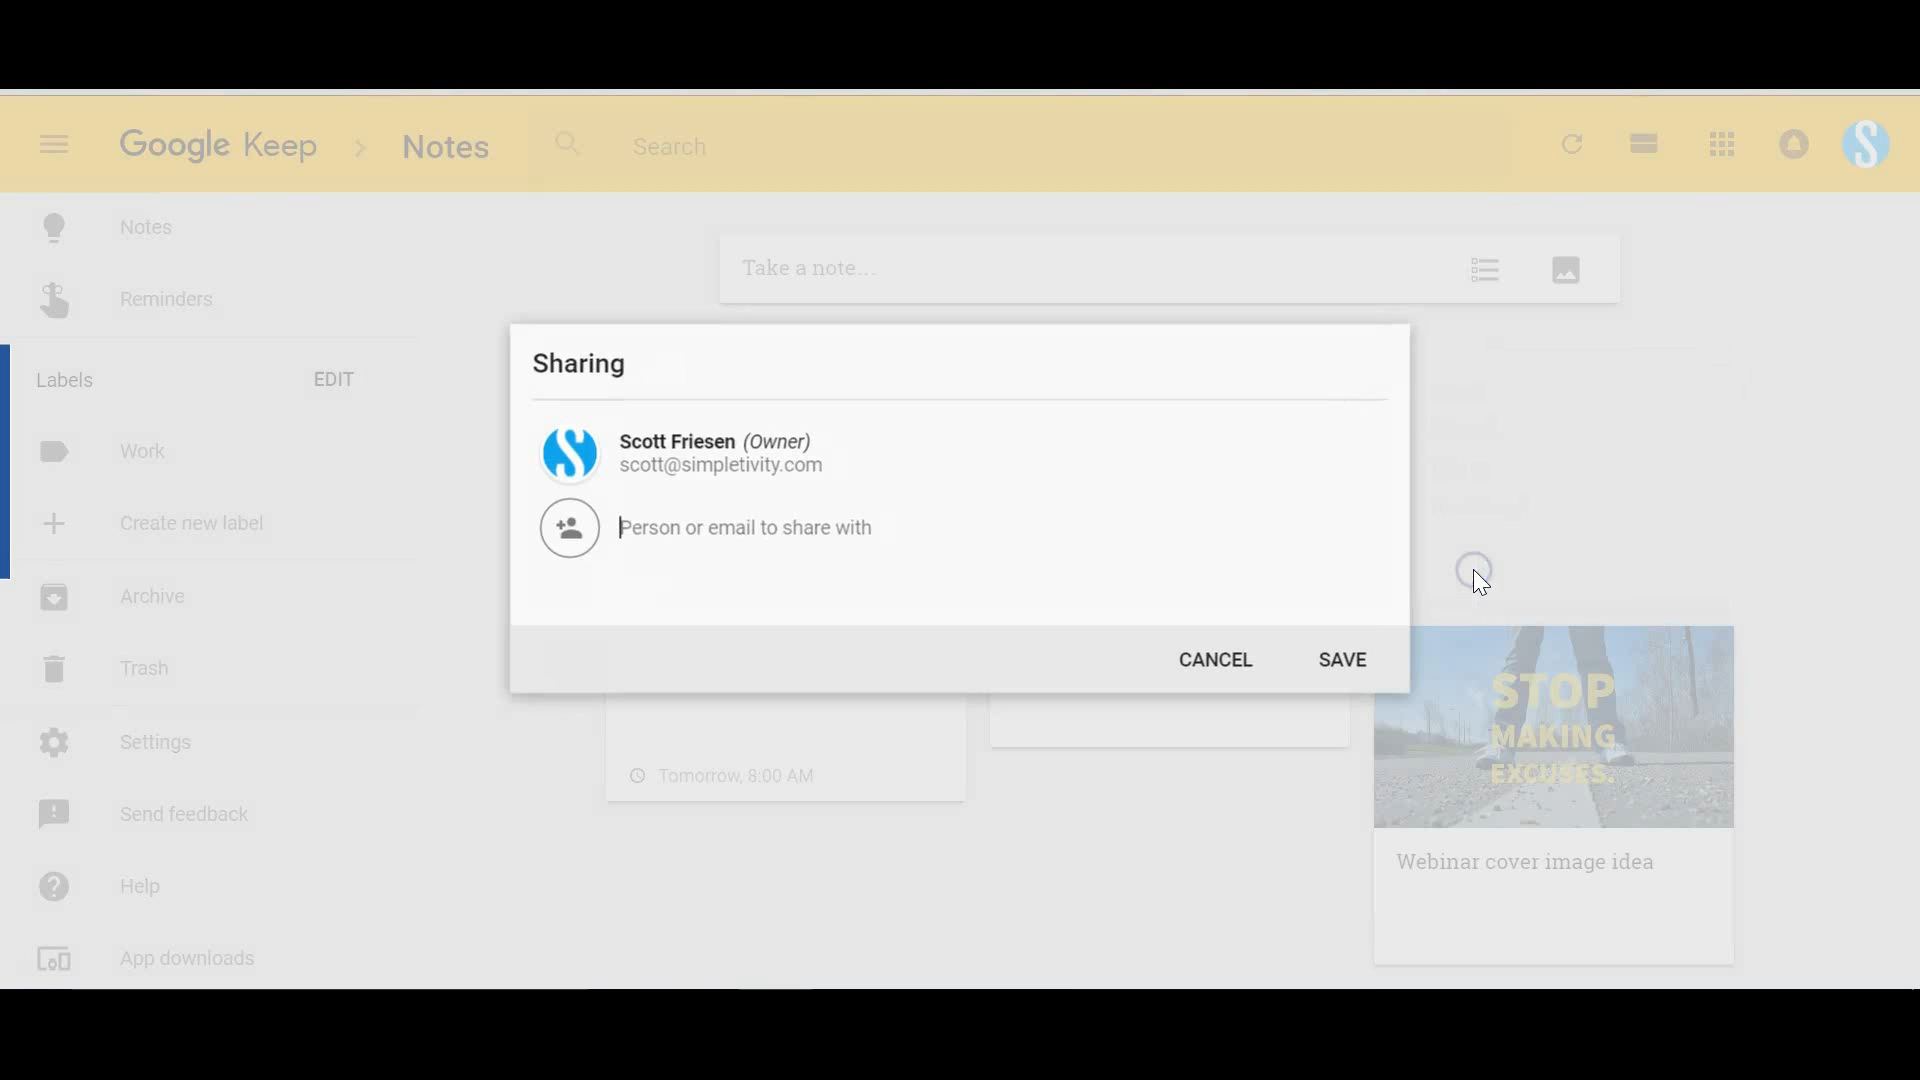 Google Keep > Notes
Search
Notes
Reminders
Labels
EDIT
Work
Create new label
Archive
Trash
Settings
Send feedback
Help
App downloads
Take a note...
Sharing
Scott Friesen (Owner)
scott@simpletivity.com
Person or email to share with
CANCEL
SAVE
Tomorrow, 8:00 AM
STOP
MAKING
EXCUSES.
Webinar cover image idea